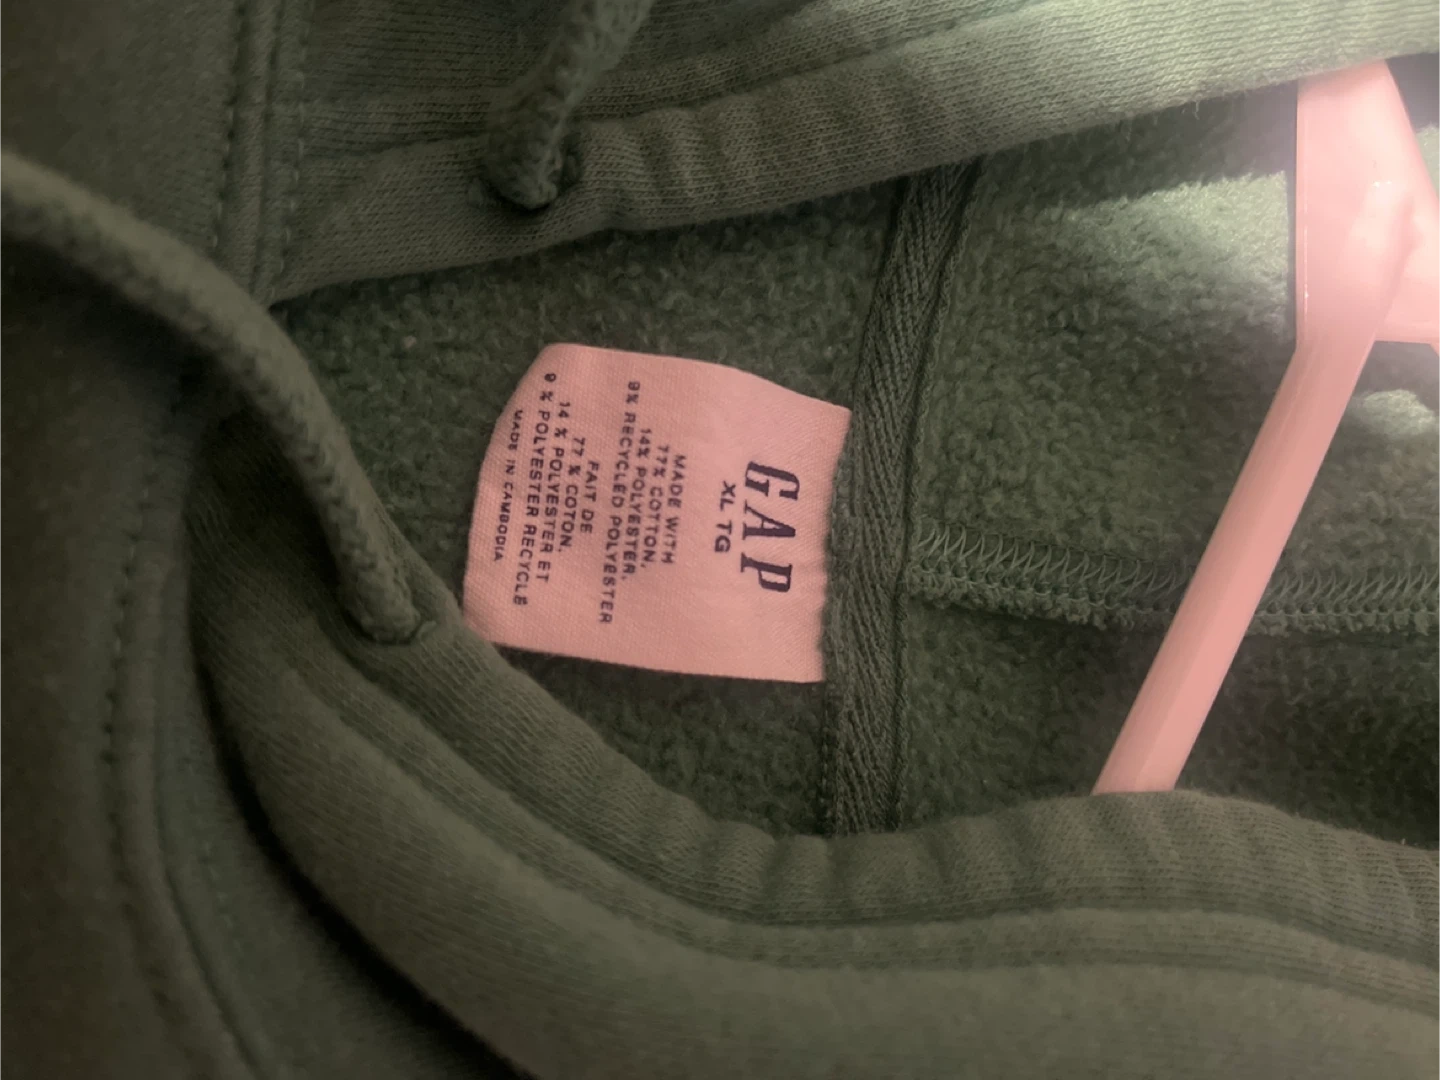 GAP
XL TG
MADE WITH
77% COTTON,
14% POLYESTER,
9% RECYCLED POLYESTER
FAIT DE
77 % COTON,
14 % POLYESTER ET
9 % POLYESTER RECYCLE
MADE IN CAMBODIA